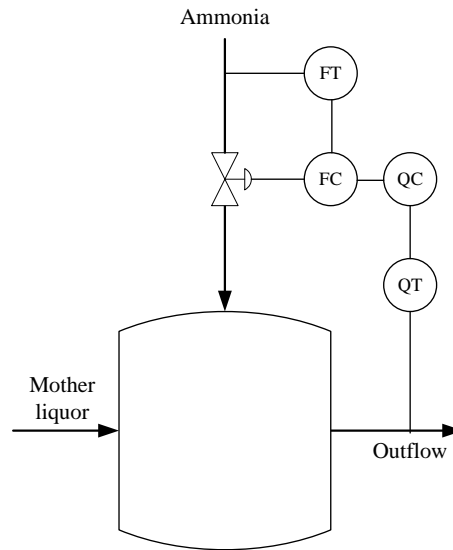 Ammonia
FT
FC
QC
QT
Mother
liquor
Outflow